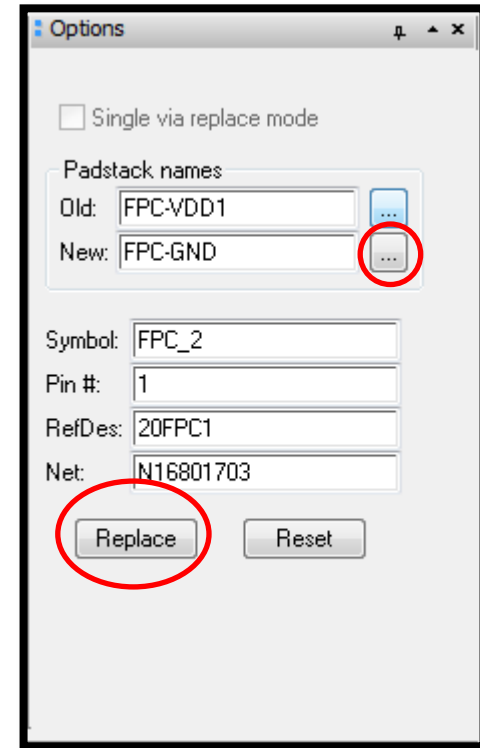 Options
Single via replace mode
Padstack names
Old: FPC-VDD1 ...
New: FPC-GND ...
Symbol: FPC_2
Pin #: 1
RefDes: 20FPC1
Net: N16801703
Replace Reset